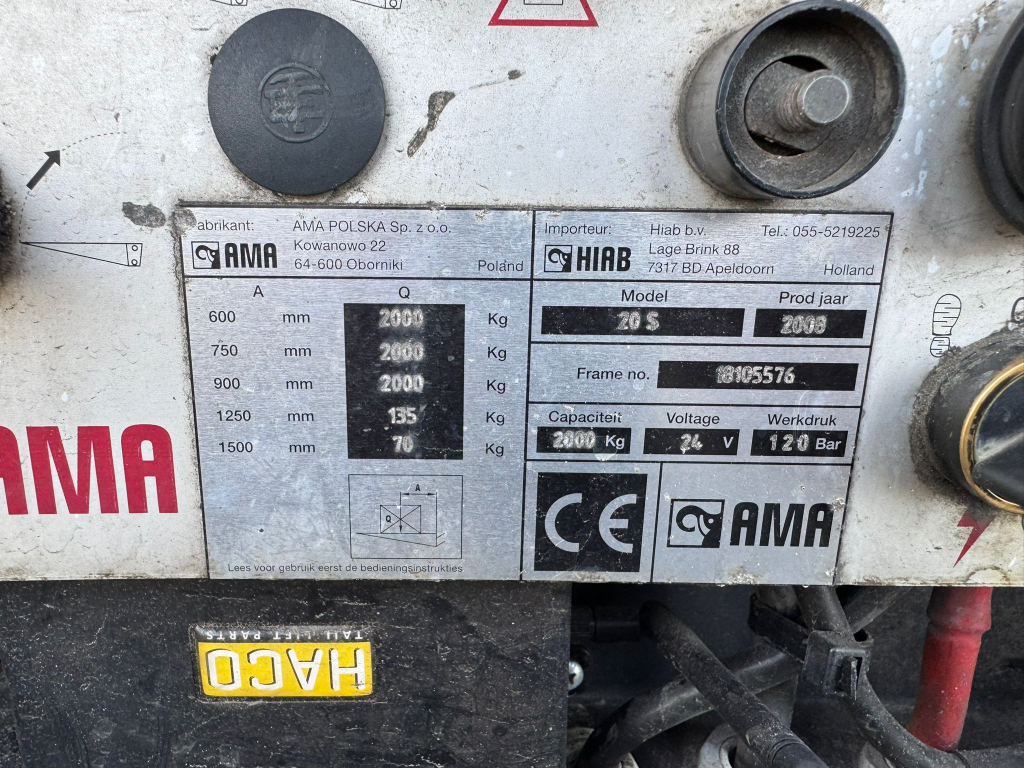 Fabrikant: AMA POLSKA Sp. z o.o.
AMA Kowanowo 22
64-600 Oborniki Poland
Importeur: Hiab b.v. Tel.: 055-5219225
HIAB Lage Brink 88
7317 BD Apeldoorn Holland
A Q
600 mm 2000 Kg
750 mm 2000 Kg
900 mm 2000 Kg
1250 mm 135 Kg
1500 mm 70 Kg
A
Q
Lees voor gebruik eerst de bedieningsinstrukties
Model Prod jaar
20 S 2008
Frame no. 18105576
Capaciteit Voltage Werkdruk
2000 Kg 24 V 120 Bar
CE AMA
AMA
HACO
TAIL LIFT PARTS